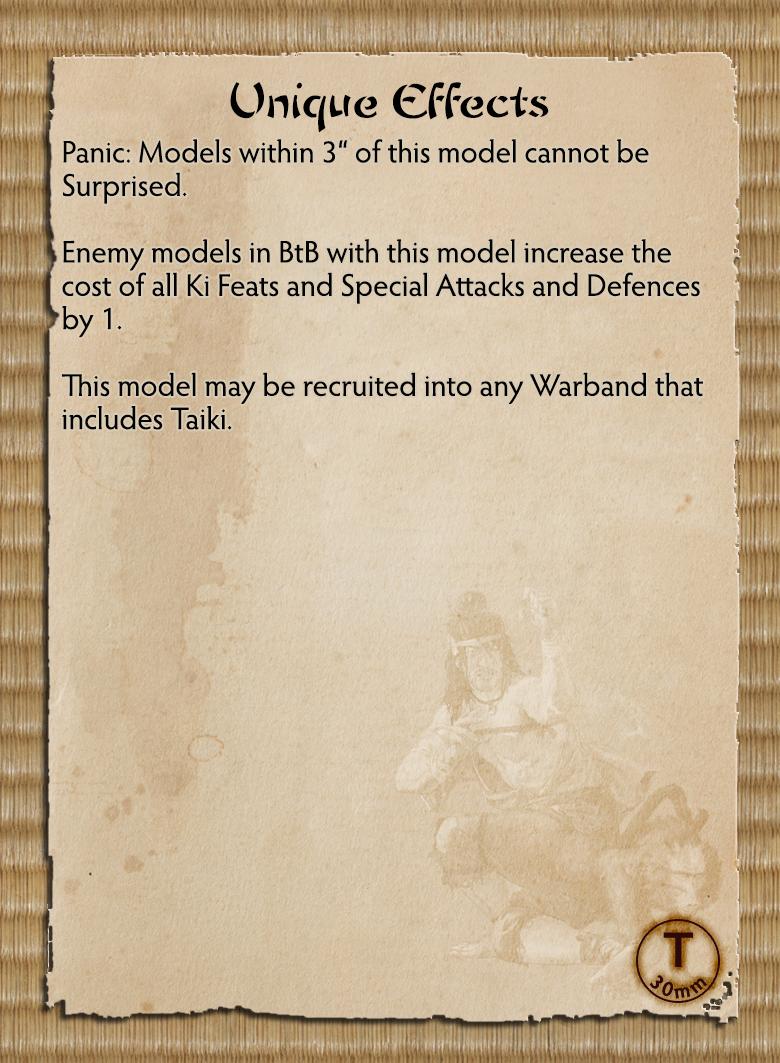 Unique Effects
Panic: Models within 3" of this model cannot be
Surprised.
Enemy models in BtB with this model increase the
cost of all Ki Feats and Special Attacks and Defences
by 1.
This model may be recruited into any Warband that
includes Taiki.
T
30mm